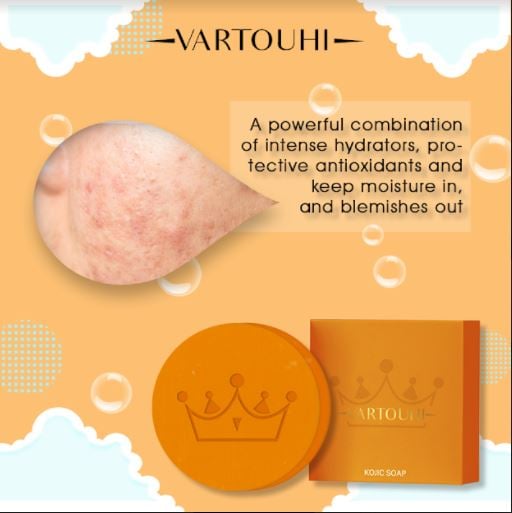 VARTOUHI
A powerful combination
of intense hydrators, pro-
tective antioxidants and
keep moisture in,
and blemishes out
VARTOUHI
KOJIC SOAP